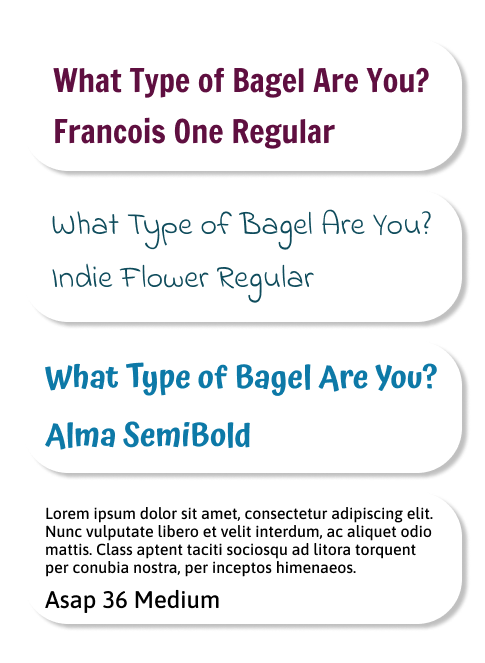 What Type of Bagel Are You?
Francois One Regular
What Type of Bagel Are You?
Indie Flower Regular
What Type of Bagel Are You?
Alma SemiBold
Lorem ipsum dolor sit amet, consectetur adipiscing elit.
Nunc vulputate libero et velit interdum, ac aliquet odio
mattis. Class aptent taciti sociosqu ad litora torquent
per conubia nostra, per inceptos himenaeos.
Asap 36 Medium